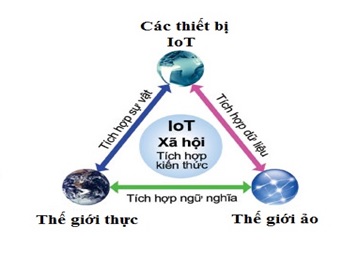 Các thiết bị
IoT
Tích hợp sự vật
Tích hợp dữ liệu
IoT
Xã hội
Tích hợp
kiến thức
Tích hợp ngữ nghĩa
Thế giới thực
Thế giới ảo